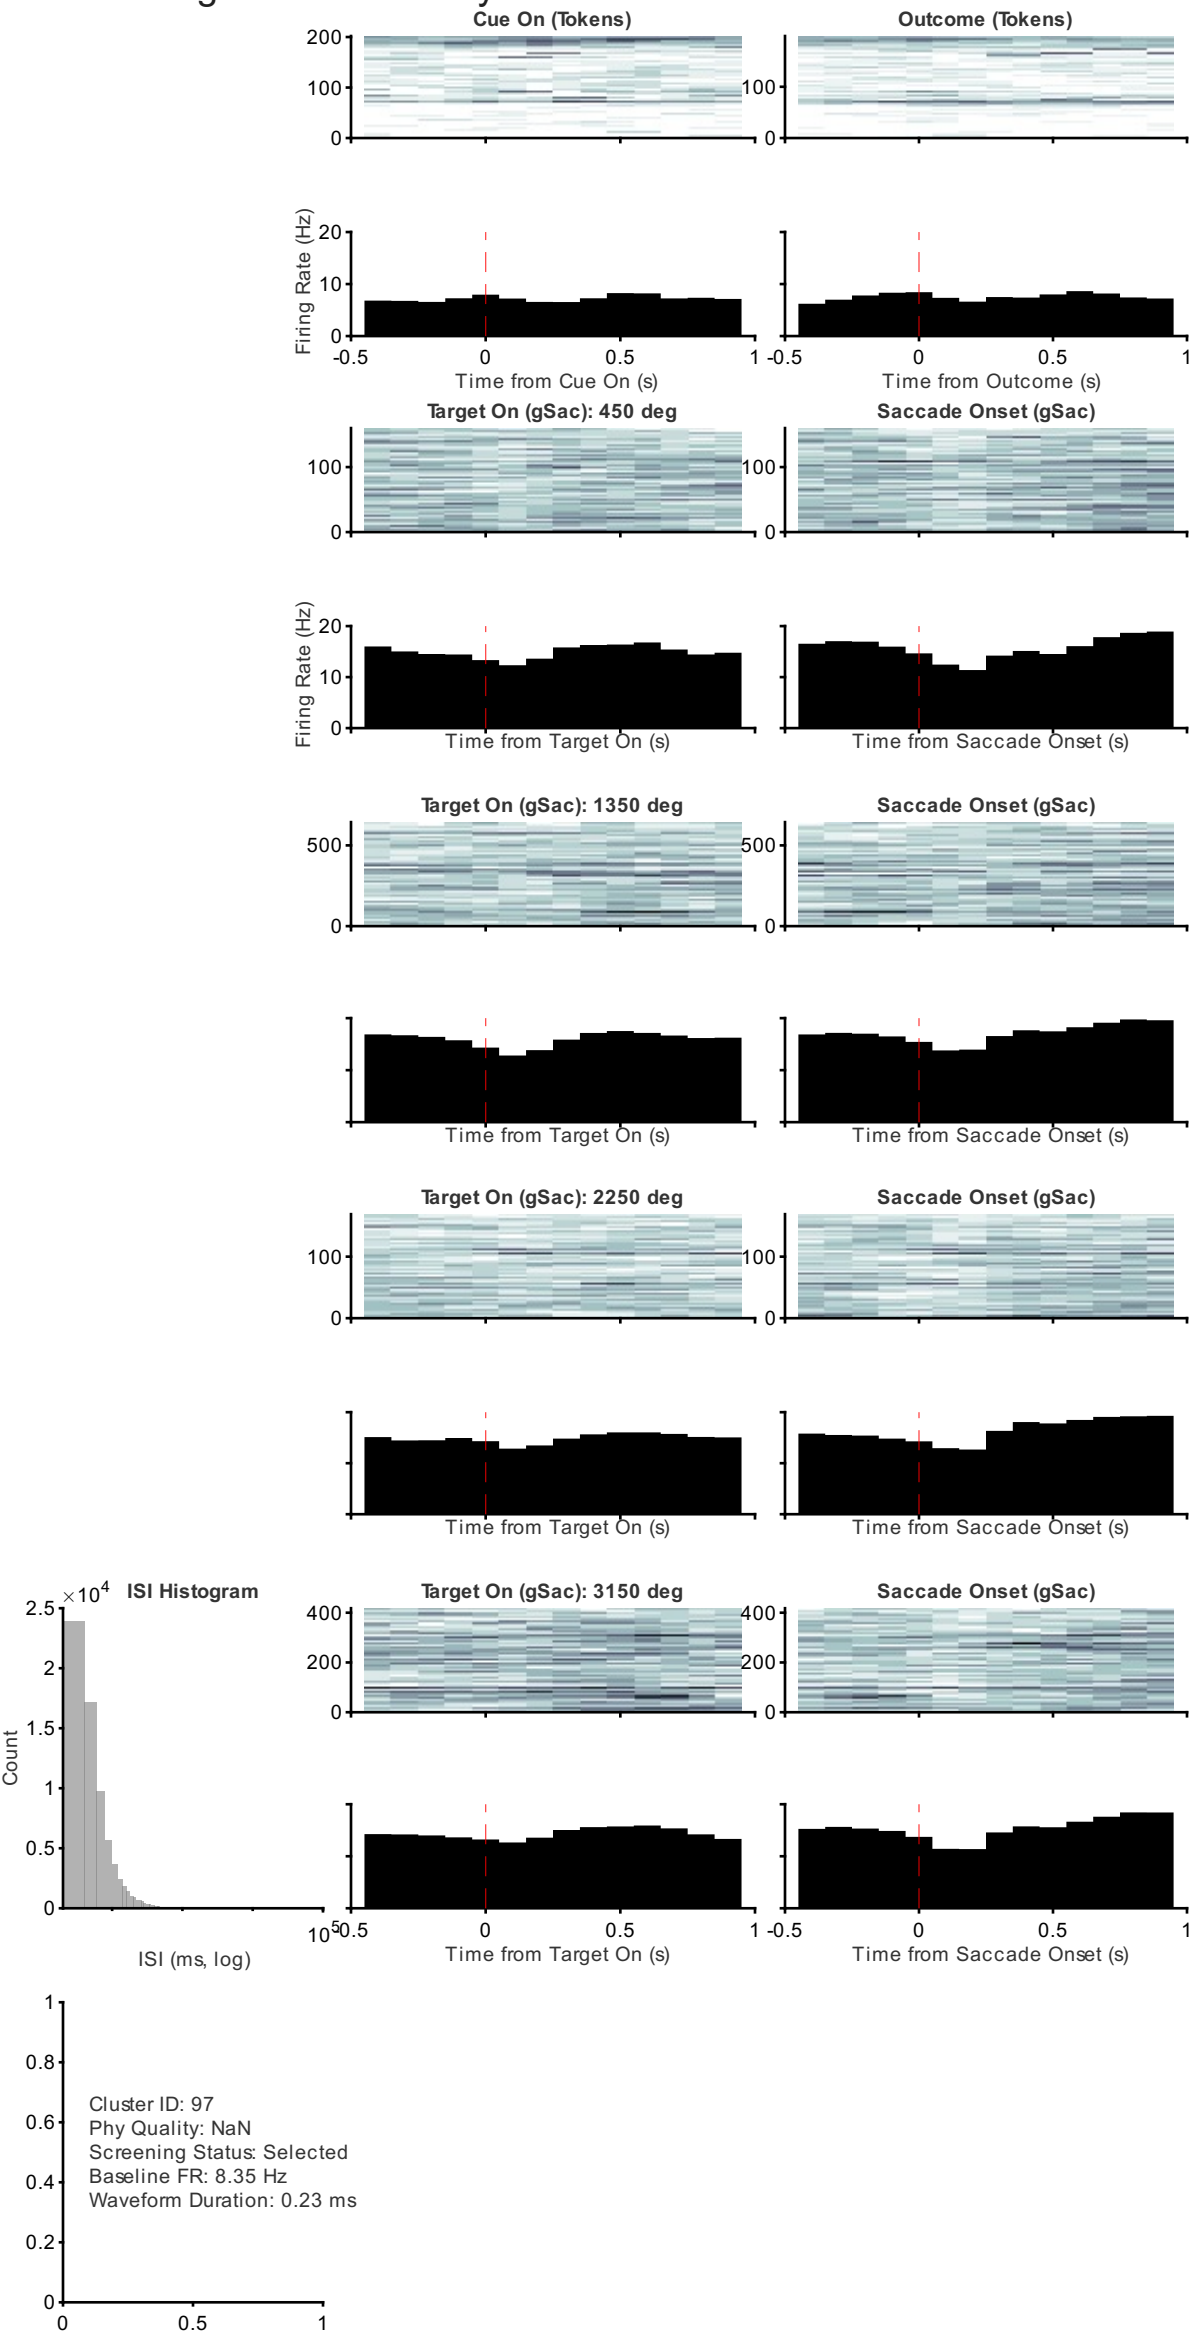 Cue On (Tokens)
Outcome (Tokens)
200
100
0
100
0
Firing Rate (Hz)
20
10
0
-0.5
0
0.5
1
-0.5
0
0.5
1
Time from Cue On (s)
Time from Outcome (s)
Target On (gSac): 450 deg
Saccade Onset (gSac)
100
0
100
0
Firing Rate (Hz)
20
10
0
Time from Target On (s)
Time from Saccade Onset (s)
Target On (gSac): 1350 deg
Saccade Onset (gSac)
500
0
500
0
Time from Target On (s)
Time from Saccade Onset (s)
Target On (gSac): 2250 deg
Saccade Onset (gSac)
100
0
100
0
Time from Target On (s)
Time from Saccade Onset (s)
×10⁴
ISI Histogram
Count
2.5
2
1.5
1
0.5
0
10⁵
ISI (ms, log)
Target On (gSac): 3150 deg
Saccade Onset (gSac)
400
200
0
400
200
0
-0.5
0
0.5
1
-0.5
0
0.5
1
Time from Target On (s)
Time from Saccade Onset (s)
1
0.8
0.6
0.4
0.2
0
Cluster ID: 97
Phy Quality: NaN
Screening Status: Selected
Baseline FR: 8.35 Hz
Waveform Duration: 0.23 ms
0
0.5
1